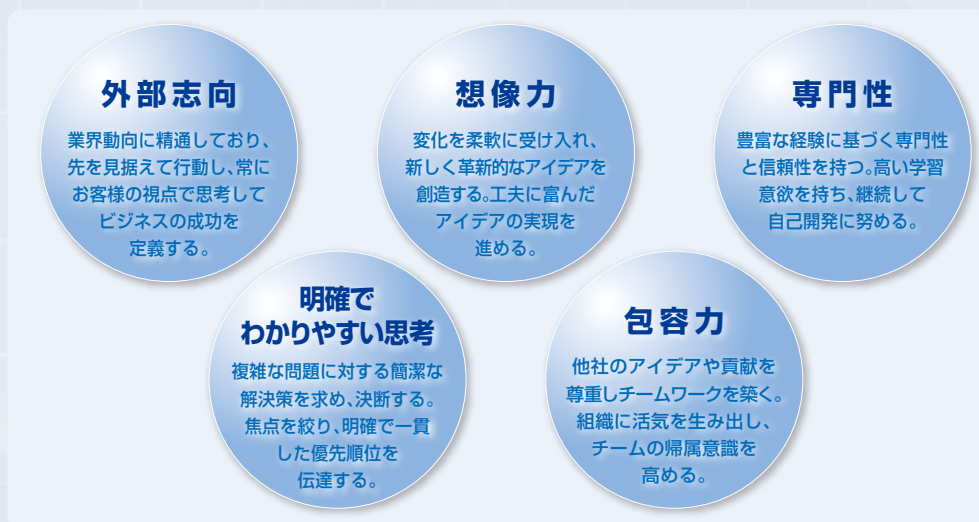 外部志向
業界動向に精通しており、
先を見据えて行動し、常に
お客様の視点で思考して
ビジネスの成功を
定義する。
想像力
変化を柔軟に受け入れ、
新しく革新的なアイデアを
創造する。工夫に富んだ
アイデアの実現を
進める。
専門性
豊富な経験に基づく専門性
と信頼性を持つ。高い学習
意欲を持ち、継続して
自己開発に努める。
明確で
わかりやすい思考
複雑な問題に対する簡潔な
解決策を求め、決断する。
焦点を絞り、明確で一貫
した優先順位を
伝達する。
包容力
他社のアイデアや貢献を
尊重しチームワークを築く。
組織に活気を生み出し、
チームの帰属意識を
高める。